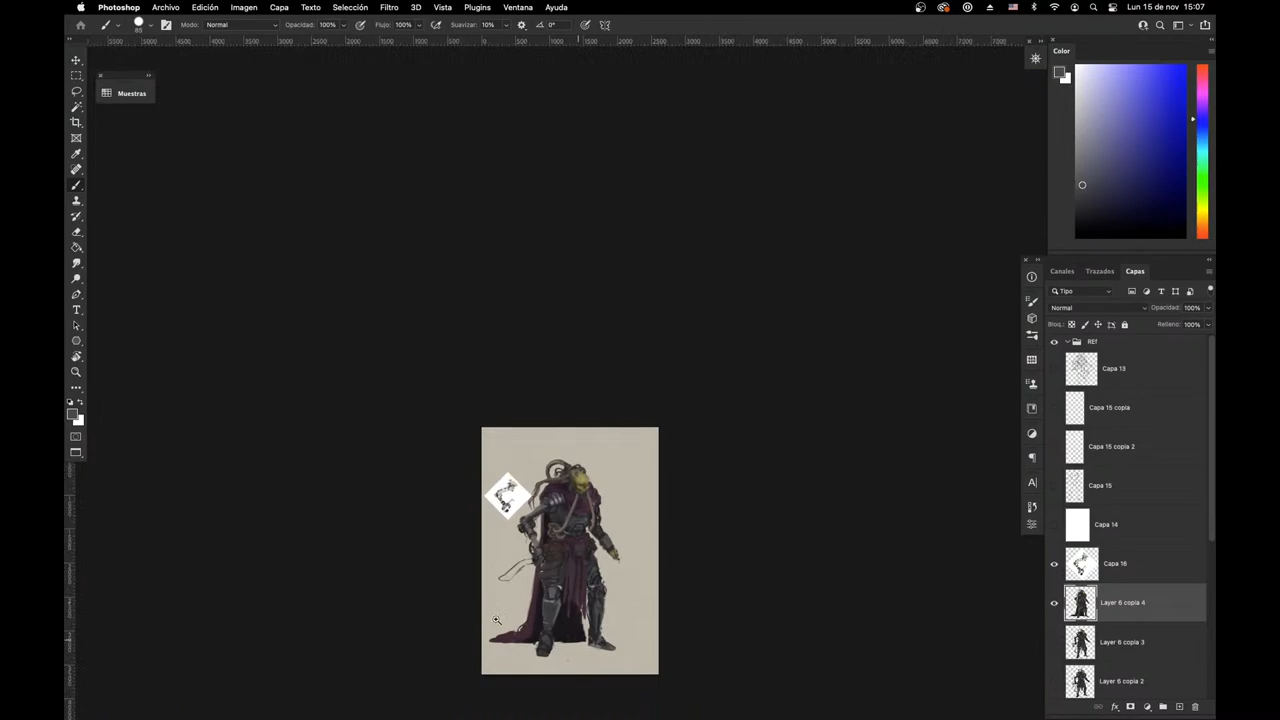 Photoshop Archivo Edición Imagen Capa Texto Selección Filtro 3D Vista Plugins Ventana Ayuda Lun 15 de nov 15:07
85 Modo: Normal Opacidad: 100% Flujo: 100% Suavizar: 10% 0°
Color
Muestras
Canales Trazados Capas
Tipo
Normal Opacidad: 100%
Bloq.: Relleno: 100%
REf
Capa 13
Capa 15 copia
Capa 15 copia 2
Capa 15
Capa 14
Capa 16
Layer 6 copia 4
Layer 6 copia 3
Layer 6 copia 2